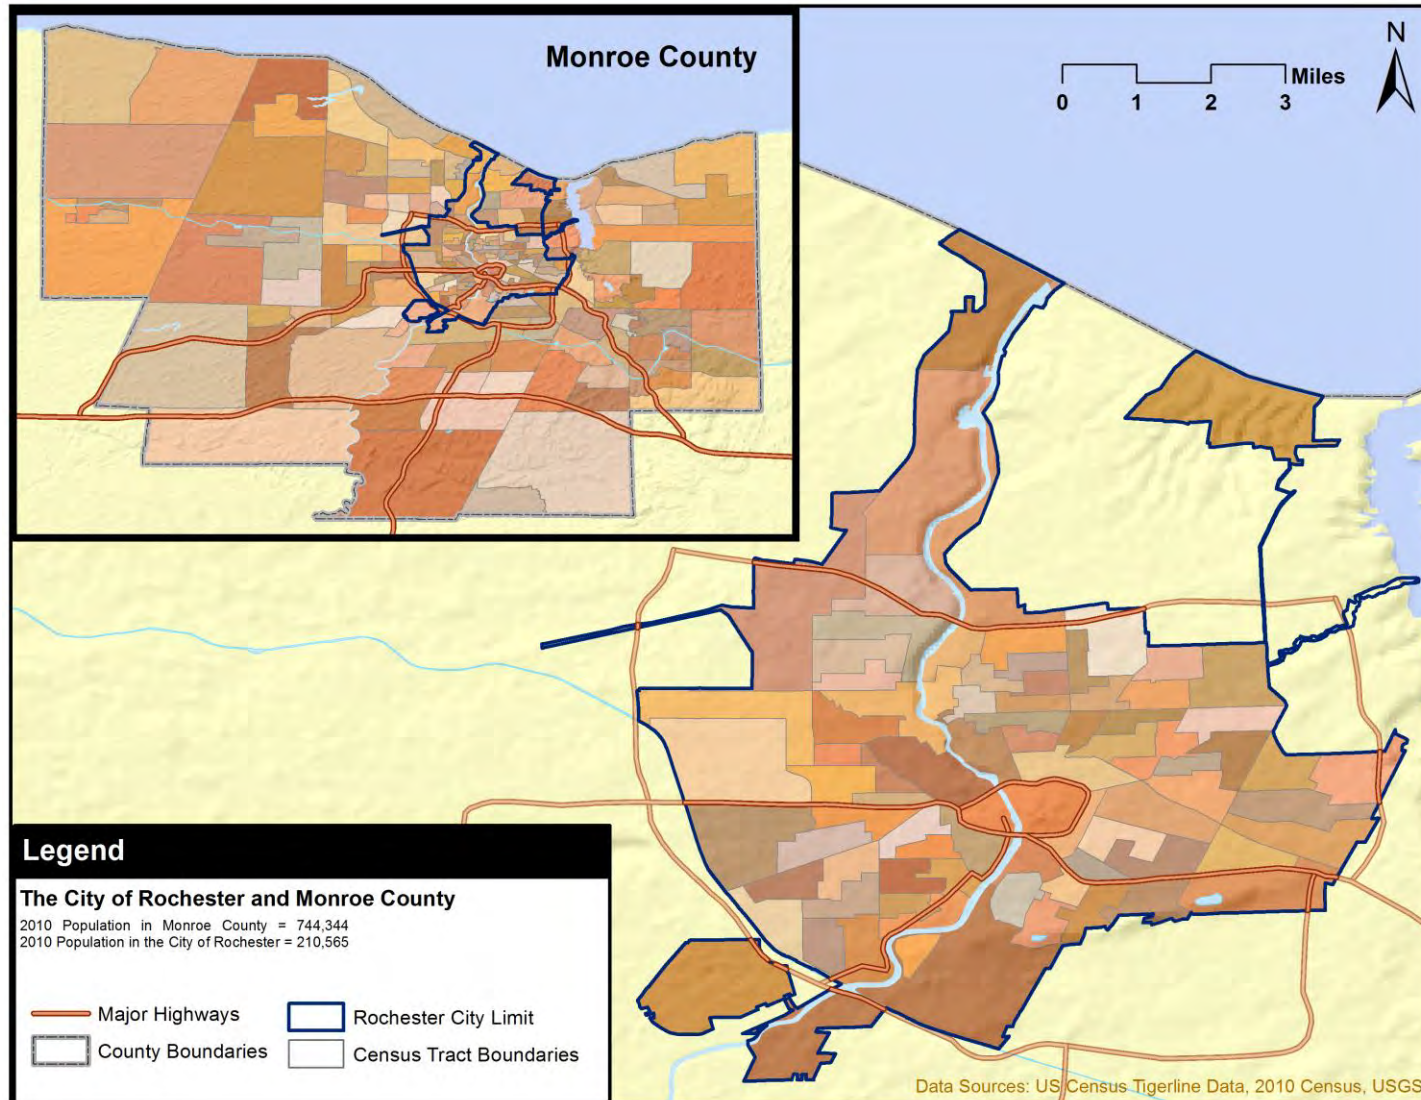 Monroe County
N
Miles
0 1 2 3
Legend
The City of Rochester and Monroe County
2010 Population in Monroe County = 744,344
2010 Population in the City of Rochester = 210,565
Major Highways
Rochester City Limit
County Boundaries
Census Tract Boundaries
Data Sources: US Census Tigerline Data, 2010 Census, USGS